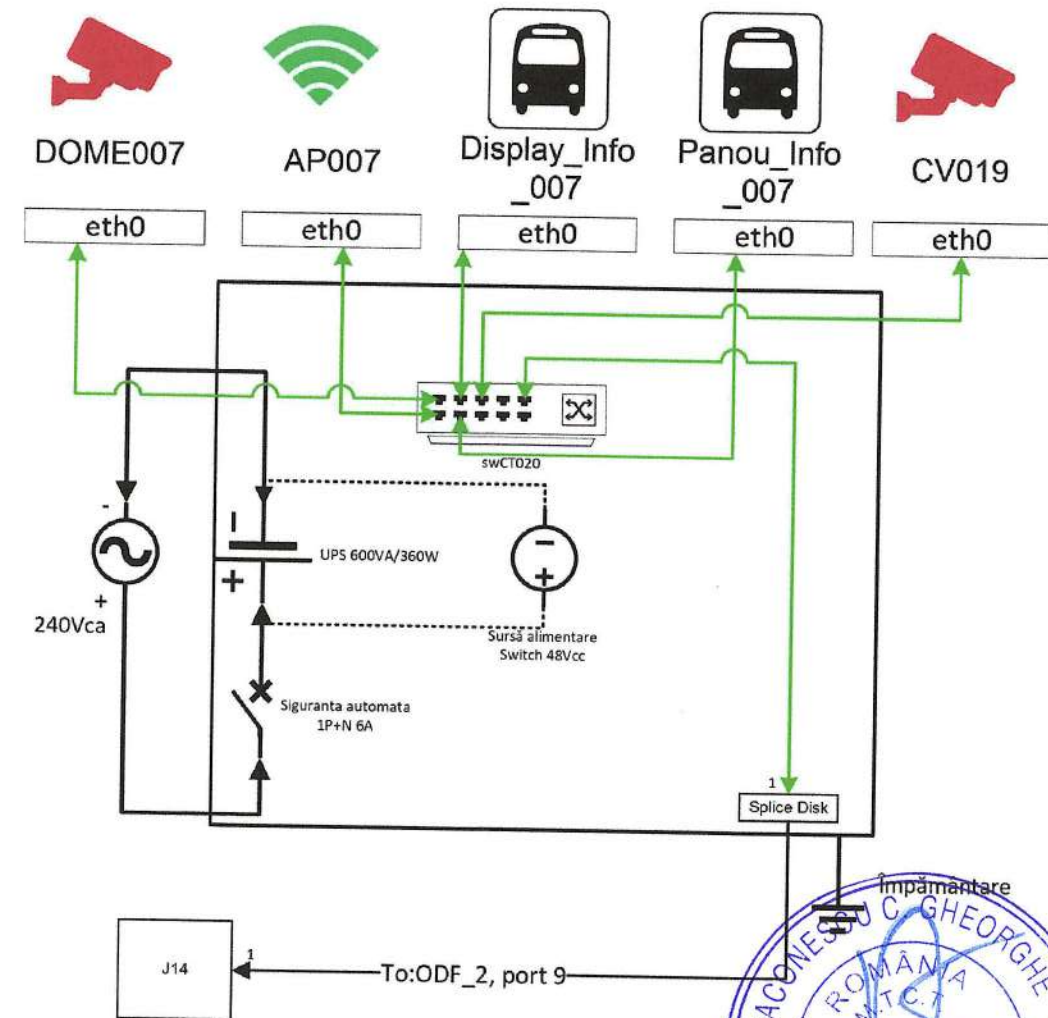 DOME007
AP007
Display_Info
_007
Panou_Info
_007
CV019
eth0
eth0
eth0
eth0
eth0
swCT020
-
+
240Vca
UPS 600VA/360W
Sursă alimentare
Switch 48Vcc
Siguranta automata
1P+N 6A
1
Splice Disk
Împământare
J14
1
To:ODF_2, port 9
ACONESCU C. GHEORGHE
ROMÂNIA
M.T.C.T